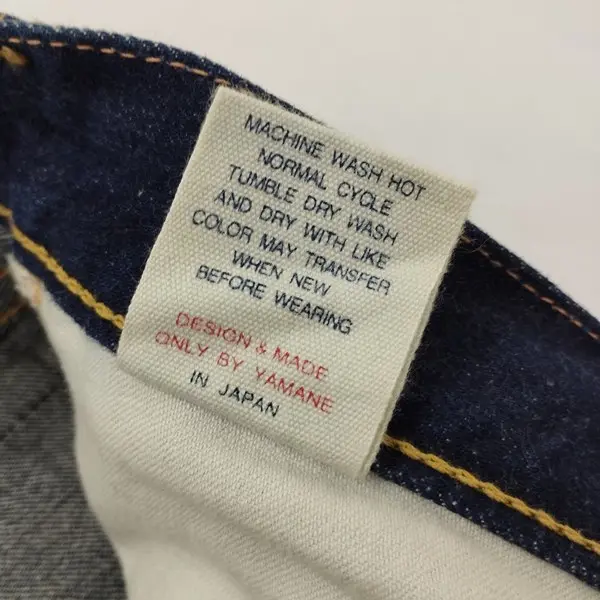 MACHINE WASH HOT
NORMAL CYCLE
TUMBLE DRY WASH
AND DRY WITH LIKE
COLOR MAY TRANSFER
WHEN NEW
BEFORE WEARING
DESIGN & MADE
ONLY BY YAMANE
IN JAPAN